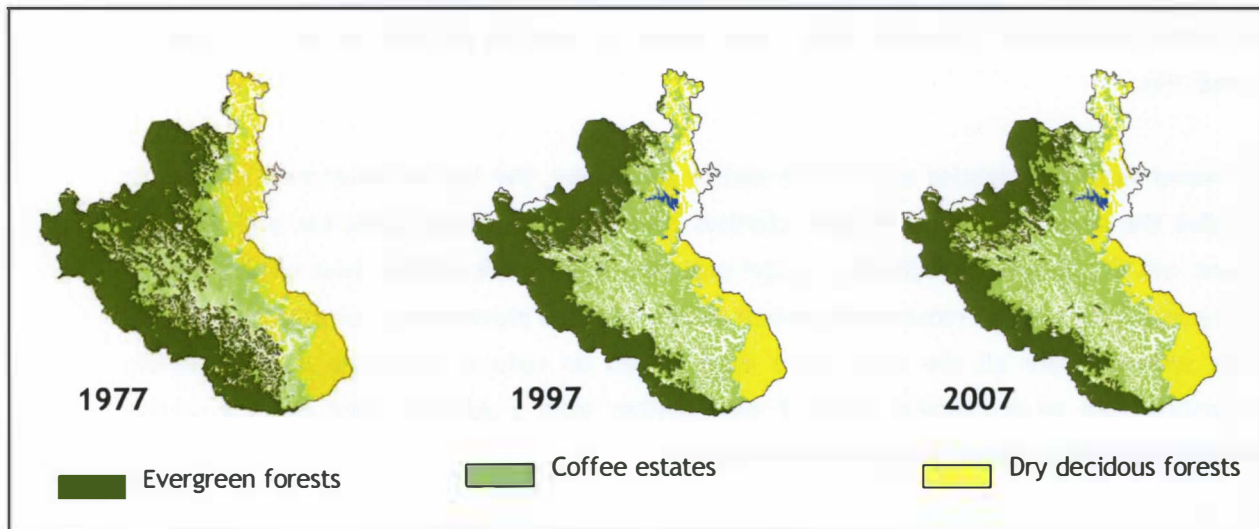 1977
1997
2007
Evergreen forests
Coffee estates
Dry decidous forests